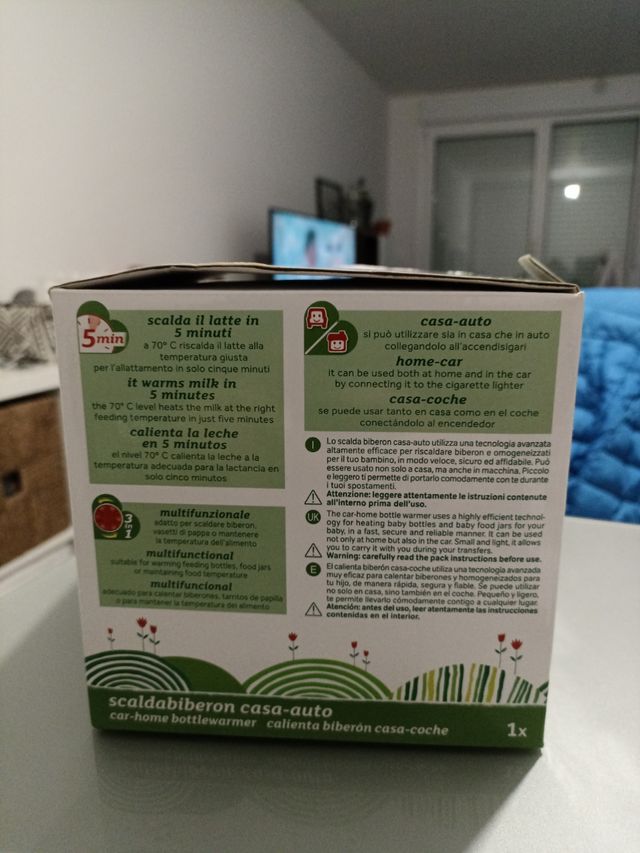 5min
scalda il latte in
5 minuti
a 70° C riscalda il latte alla
temperatura giusta
per l'allattamento in solo cinque minuti
it warms milk in
5 minutes
the 70° C level heats the milk at the right
feeding temperature in just five minutes
calienta la leche
en 5 minutos
el nivel 70° C calienta la leche a la
temperatura adecuada para la lactancia en
solo cinco minutos
3 in 1
multifunzionale
adatto per scaldare biberon,
vasetti di pappa o mantenere
la temperatura dell'alimento
multifunctional
suitable for warming feeding bottles, food jars
or mantaining food temperature
multifuncional
adecuado para calentar biberones, tarritos de papilla
o para mantener la temperatura del alimento
casa-auto
si può utilizzare sia in casa che in auto
collegandolo all'accendisigari
home-car
it can be used both at home and in the car
by connecting it to the cigarette lighter
casa-coche
se puede usar tanto en casa como en el coche
conectándolo al encendedor
I Lo scalda biberon casa-auto utilizza una tecnologia avanzata
altamente efficace per riscaldare biberon e omogeneizzati
per il tuo bambino, in modo veloce, sicuro ed affidabile. Può
essere usato non solo a casa, ma anche in macchina. Piccolo
e leggero ti permette di portarlo comodamente con te durante
i tuoi spostamenti.
Attenzione: leggere attentamente le istruzioni contenute
all'interno prima dell'uso.
UK The car-home bottle warmer uses a highly efficient technol-
ogy for heating baby bottles and baby food jars for your
baby, in a fast, secure and reliable manner. It can be used
not only at home but also in the car. Small and light, it allows
you to carry it with you during your transfers.
Warning: carefully read the pack instructions before use.
E El calienta biberón casa-coche utiliza una tecnología avanzada
muy eficaz para calentar biberones y homogeneizados para
tu hijo, de manera rápida, segura y fiable. Se puede utilizar
no solo en casa, sino también en el coche. Pequeño y ligero,
te permite llevarlo cómodamente contigo a cualquier lugar.
Atención: antes del uso, leer atentamente las instrucciones
contenidas en el interior.
scaldabiberon casa-auto
car-home bottlewarmer calienta biberón casa-coche
1x